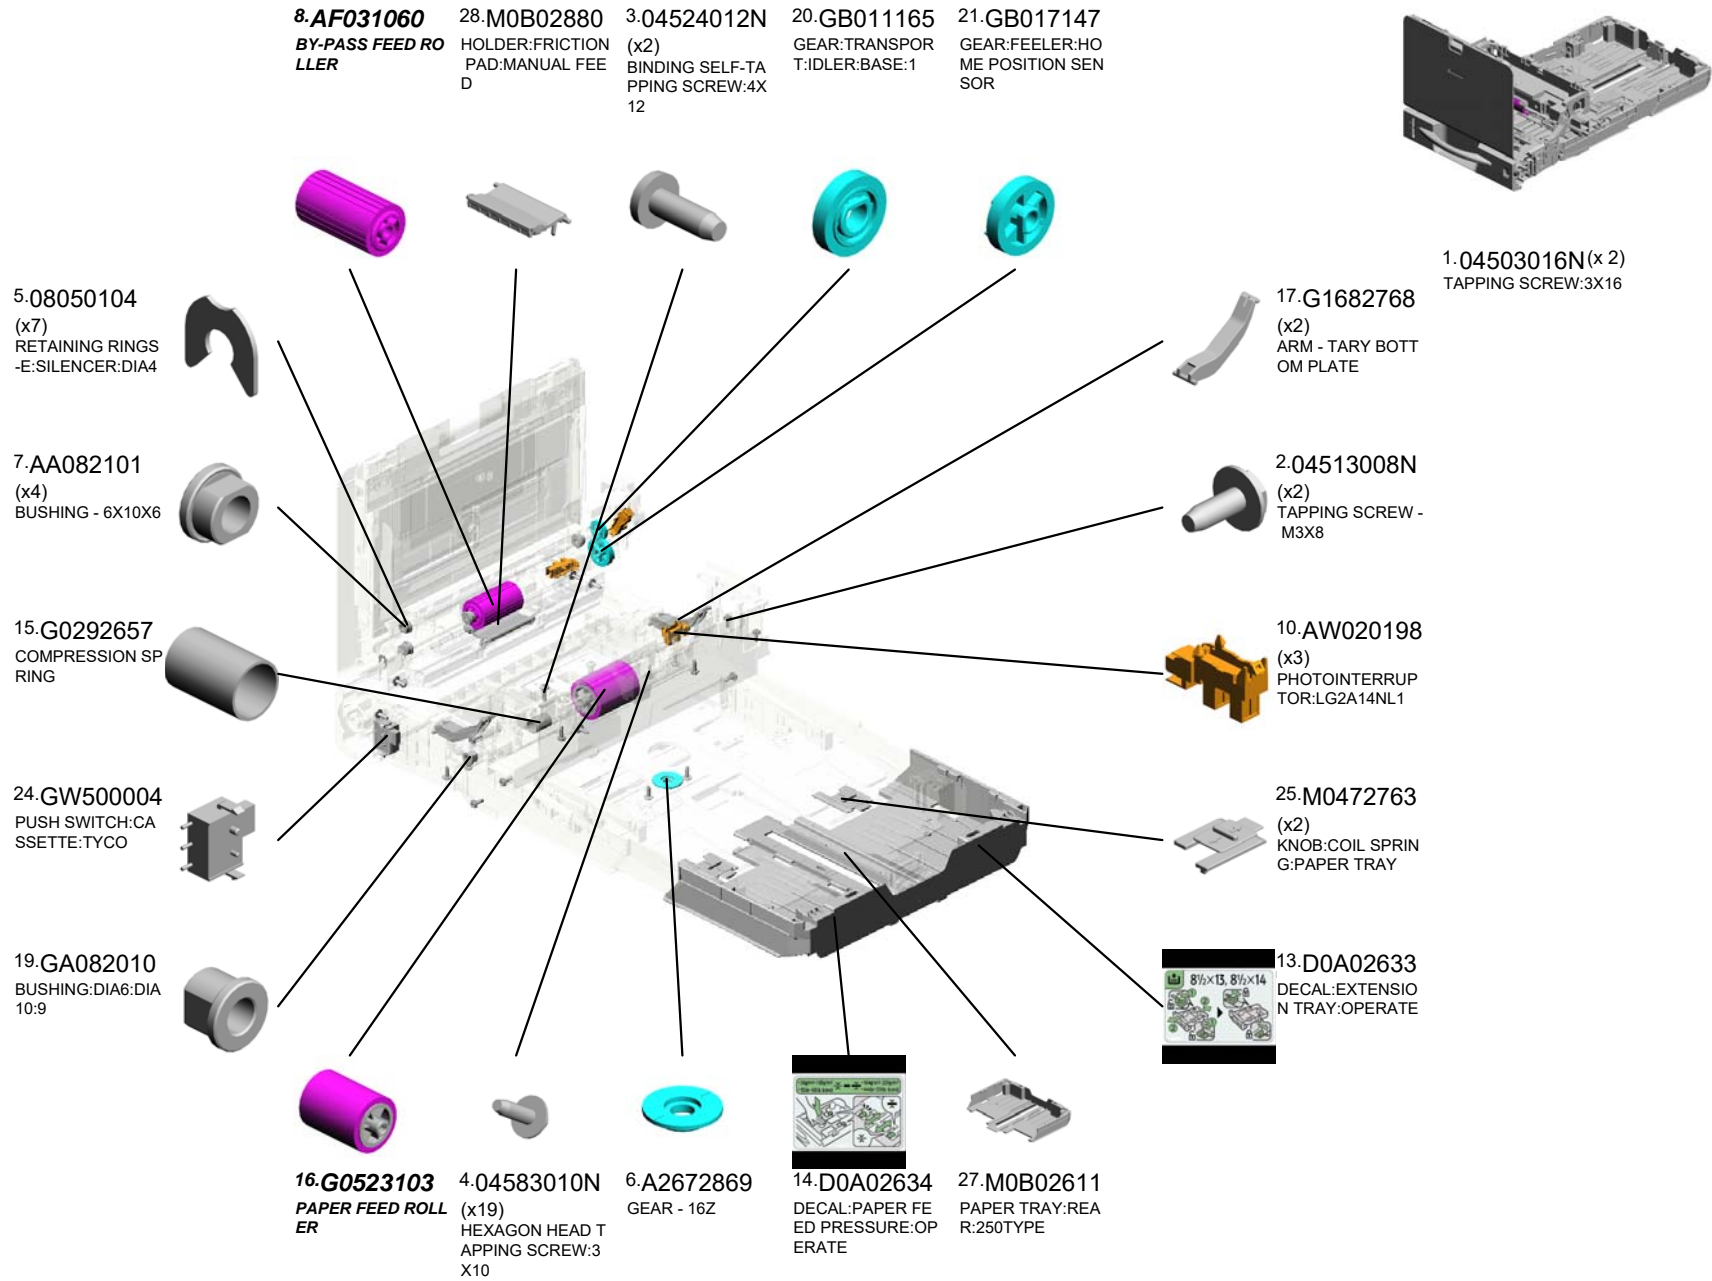 8.AF031060
BY-PASS FEED RO
LLER
28.M0B02880
HOLDER:FRICTION
PAD:MANUAL FEE
D
3.04524012N
(x2)
BINDING SELF-TA
PPING SCREW:4X
12
20.GB011165
GEAR:TRANSPOR
T:IDLER:BASE:1
21.GB017147
GEAR:FEELER:HO
ME POSITION SEN
SOR
1.04503016N(x 2)
TAPPING SCREW:3X16
5.08050104
(x7)
RETAINING RINGS
-E:SILENCER:DIA4
17.G1682768
(x2)
ARM - TARY BOTT
OM PLATE
7.AA082101
(x4)
BUSHING - 6X10X6
2.04513008N
(x2)
TAPPING SCREW -
M3X8
15.G0292657
COMPRESSION SP
RING
10.AW020198
(x3)
PHOTOINTERRUP
TOR:LG2A14NL1
24.GW500004
PUSH SWITCH:CA
SSETTE:TYCO
25.M0472763
(x2)
KNOB:COIL SPRIN
G:PAPER TRAY
19.GA082010
BUSHING:DIA6:DIA
10:9
8½×13, 8½×14
13.D0A02633
DECAL:EXTENSIO
N TRAY:OPERATE
16.G0523103
PAPER FEED ROLL
ER
4.04583010N
(x19)
HEXAGON HEAD T
APPING SCREW:3
X10
6.A2672869
GEAR - 16Z
14.D0A02634
DECAL:PAPER FE
ED PRESSURE:OP
ERATE
27.M0B02611
PAPER TRAY:REA
R:250TYPE